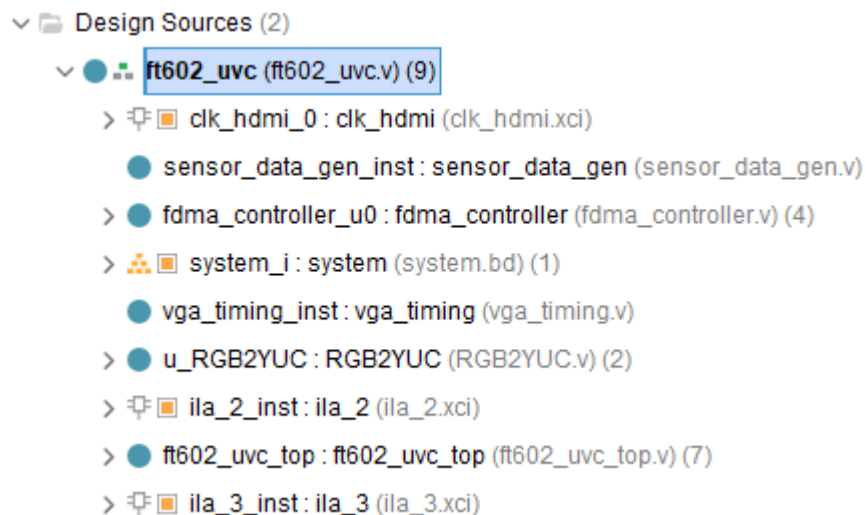 Design Sources (2)
ft602_uvc (ft602_uvc.v) (9)
clk_hdmi_0 : clk_hdmi (clk_hdmi.xci)
sensor_data_gen_inst : sensor_data_gen (sensor_data_gen.v)
fdma_controller_u0 : fdma_controller (fdma_controller.v) (4)
system_i : system (system.bd) (1)
vga_timing_inst : vga_timing (vga_timing.v)
u_RGB2YUC : RGB2YUC (RGB2YUC.v) (2)
ila_2_inst : ila_2 (ila_2.xci)
ft602_uvc_top : ft602_uvc_top (ft602_uvc_top.v) (7)
ila_3_inst : ila_3 (ila_3.xci)